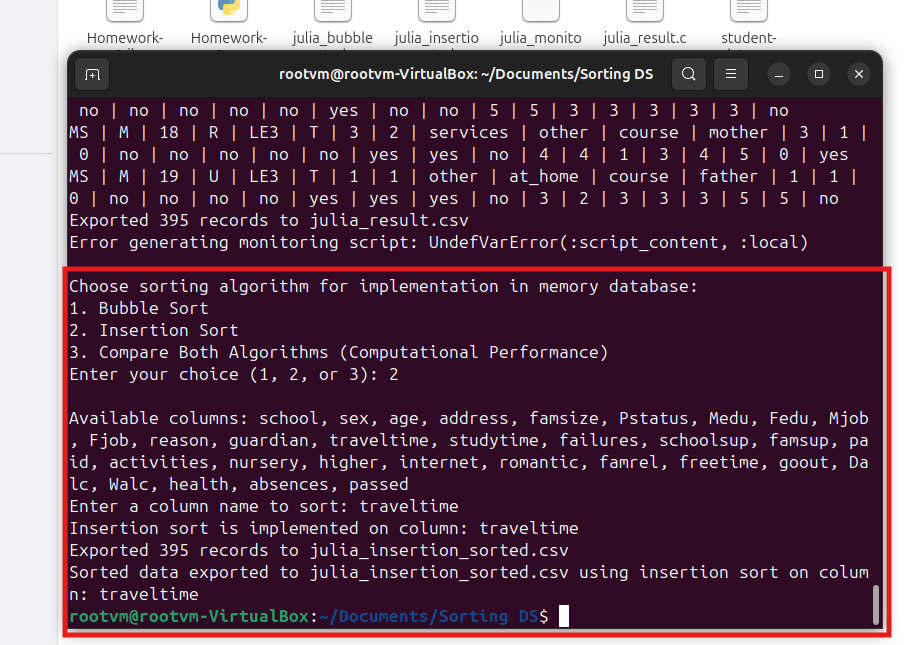 Homework- Homework- julia_bubble julia_insertio julia_monito julia_result.c student-
rootvm@rootvm-VirtualBox: ~/Documents/Sorting DS
no | no | no | no | no | yes | no | no | 5 | 5 | 3 | 3 | 3 | 3 | 3 | no
MS | M | 18 | R | LE3 | T | 3 | 2 | services | other | course | mother | 3 | 1 |
0 | no | no | no | no | no | yes | yes | no | 4 | 4 | 1 | 3 | 4 | 5 | 0 | yes
MS | M | 19 | U | LE3 | T | 1 | 1 | other | at_home | course | father | 1 | 1 |
0 | no | no | no | no | yes | yes | yes | no | 3 | 2 | 3 | 3 | 3 | 5 | 5 | no
Exported 395 records to julia_result.csv
Error generating monitoring script: UndefVarError(:script_content, :local)
Choose sorting algorithm for implementation in memory database:
1. Bubble Sort
2. Insertion Sort
3. Compare Both Algorithms (Computational Performance)
Enter your choice (1, 2, or 3): 2
Available columns: school, sex, age, address, famsize, Pstatus, Medu, Fedu, Mjob
, Fjob, reason, guardian, traveltime, studytime, failures, schoolsup, famsup, pa
id, activities, nursery, higher, internet, romantic, famrel, freetime, goout, Da
lc, Walc, health, absences, passed
Enter a column name to sort: traveltime
Insertion sort is implemented on column: traveltime
Exported 395 records to julia_insertion_sorted.csv
Sorted data exported to julia_insertion_sorted.csv using insertion sort on colum
n: traveltime
rootvm@rootvm-VirtualBox:~/Documents/Sorting DS$